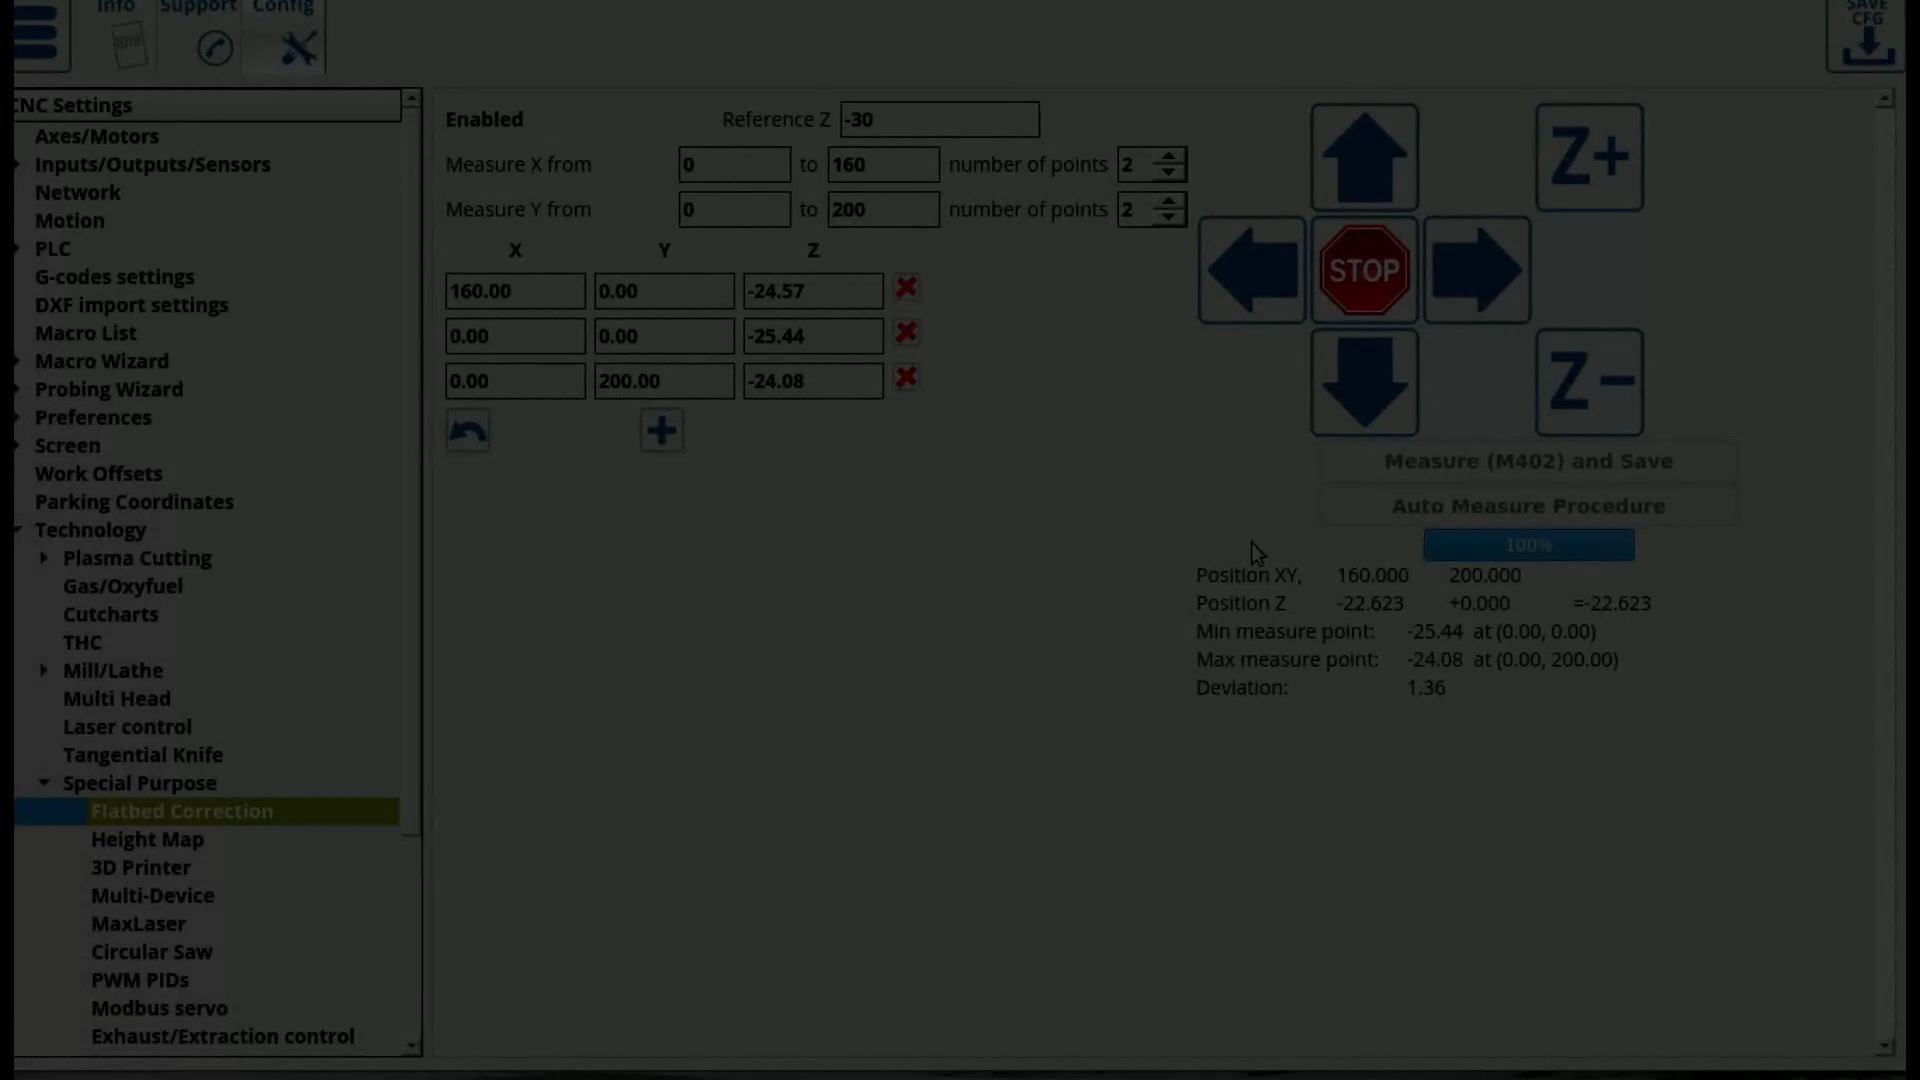 Info Support Config
SAVE
CFG
CNC Settings
Axes/Motors
Inputs/Outputs/Sensors
Network
Motion
PLC
G-codes settings
DXF import settings
Macro List
Macro Wizard
Probing Wizard
Preferences
Screen
Work Offsets
Parking Coordinates
Technology
Plasma Cutting
Gas/Oxyfuel
Cutcharts
THC
Mill/Lathe
Multi Head
Laser control
Tangential Knife
Special Purpose
Flatbed Correction
Height Map
3D Printer
Multi-Device
MaxLaser
Circular Saw
PWM PIDs
Modbus servo
Exhaust/Extraction control
Enabled Reference Z -30
Measure X from 0 to 160 number of points 2
Measure Y from 0 to 200 number of points 2
X Y Z
160.00 0.00 -24.57
0.00 0.00 -25.44
0.00 200.00 -24.08
Z+
STOP
Z-
Measure (M402) and Save
Auto Measure Procedure
100%
Position XY, 160.000 200.000
Position Z -22.623 +0.000 =-22.623
Min measure point: -25.44 at (0.00, 0.00)
Max measure point: -24.08 at (0.00, 200.00)
Deviation: 1.36